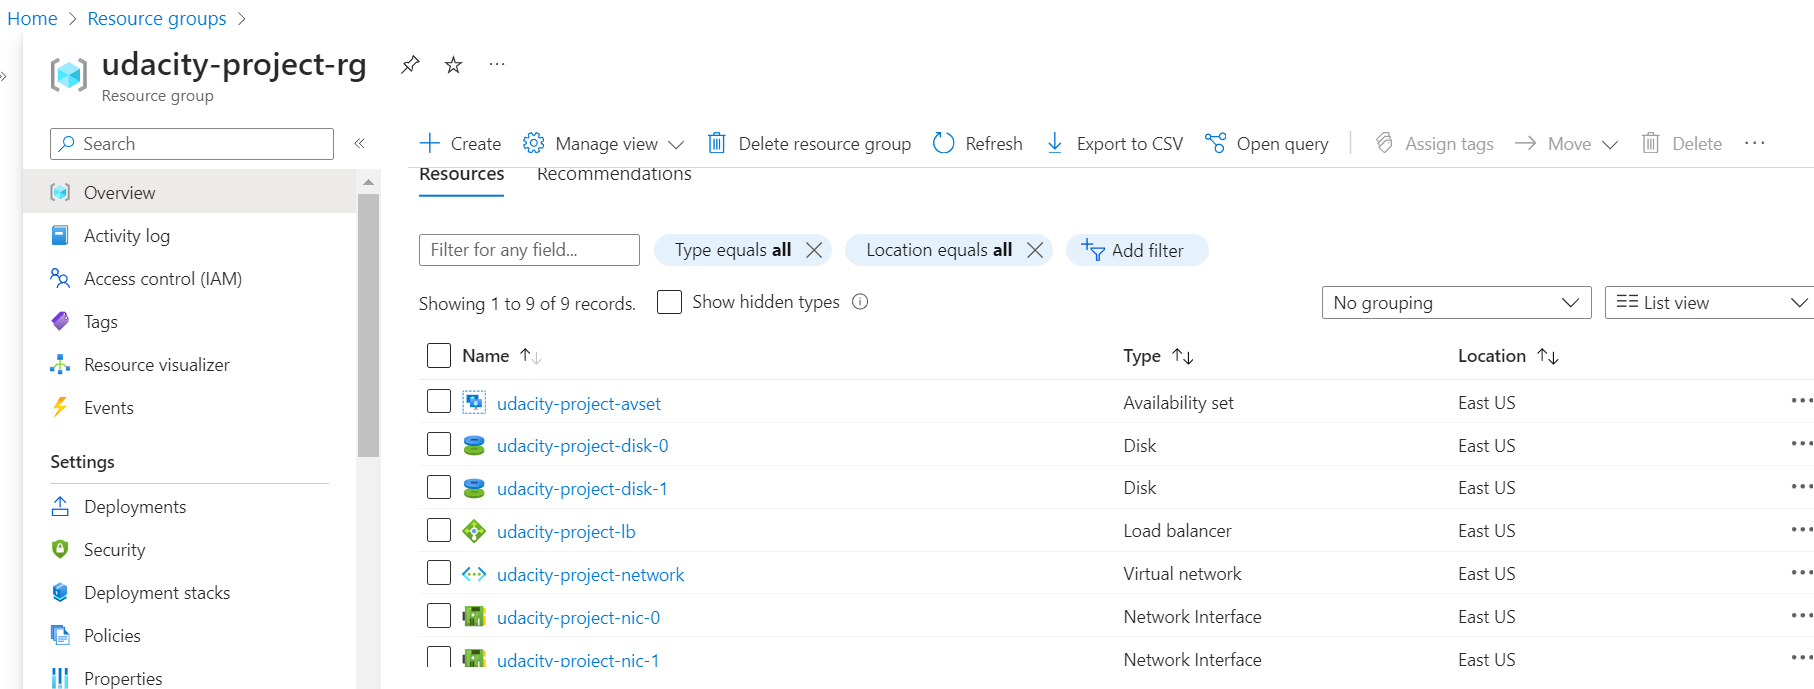 Home > Resource groups >
udacity-project-rg
Resource group
Search
Overview
Activity log
Access control (IAM)
Tags
Resource visualizer
Events
Settings
Deployments
Security
Deployment stacks
Policies
Properties
Create Manage view Delete resource group Refresh Export to CSV Open query Assign tags Move Delete
Resources Recommendations
Filter for any field... Type equals all Location equals all Add filter
Showing 1 to 9 of 9 records. Show hidden types No grouping List view
Name Type Location
udacity-project-avset Availability set East US
udacity-project-disk-0 Disk East US
udacity-project-disk-1 Disk East US
udacity-project-lb Load balancer East US
udacity-project-network Virtual network East US
udacity-project-nic-0 Network Interface East US
udacity-project-nic-1 Network Interface East US